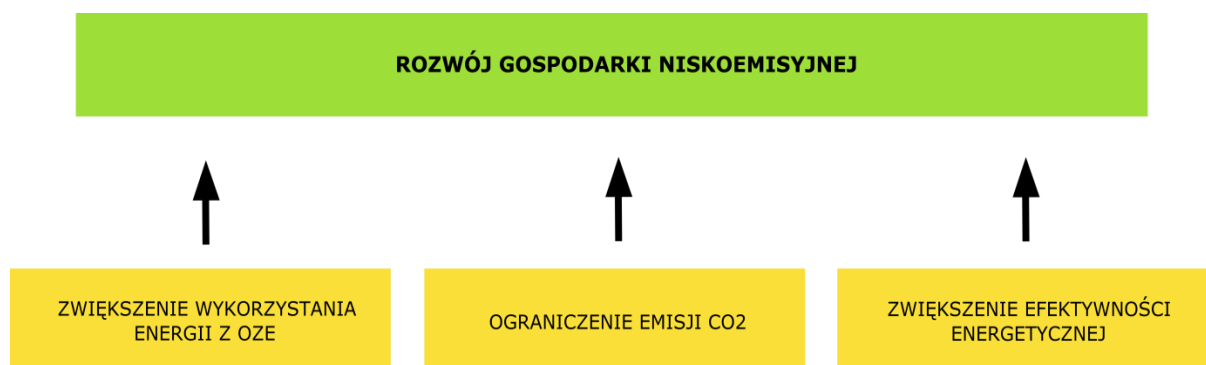 ROZWÓJ GOSPODARKI NISKOEMISYJNEJ
ZWIĘKSZENIE WYKORZYSTANIA
ENERGII Z OZE
OGRANICZENIE EMISJI CO2
ZWIĘKSZENIE EFEKTYWNOŚCI
ENERGETYCZNEJ